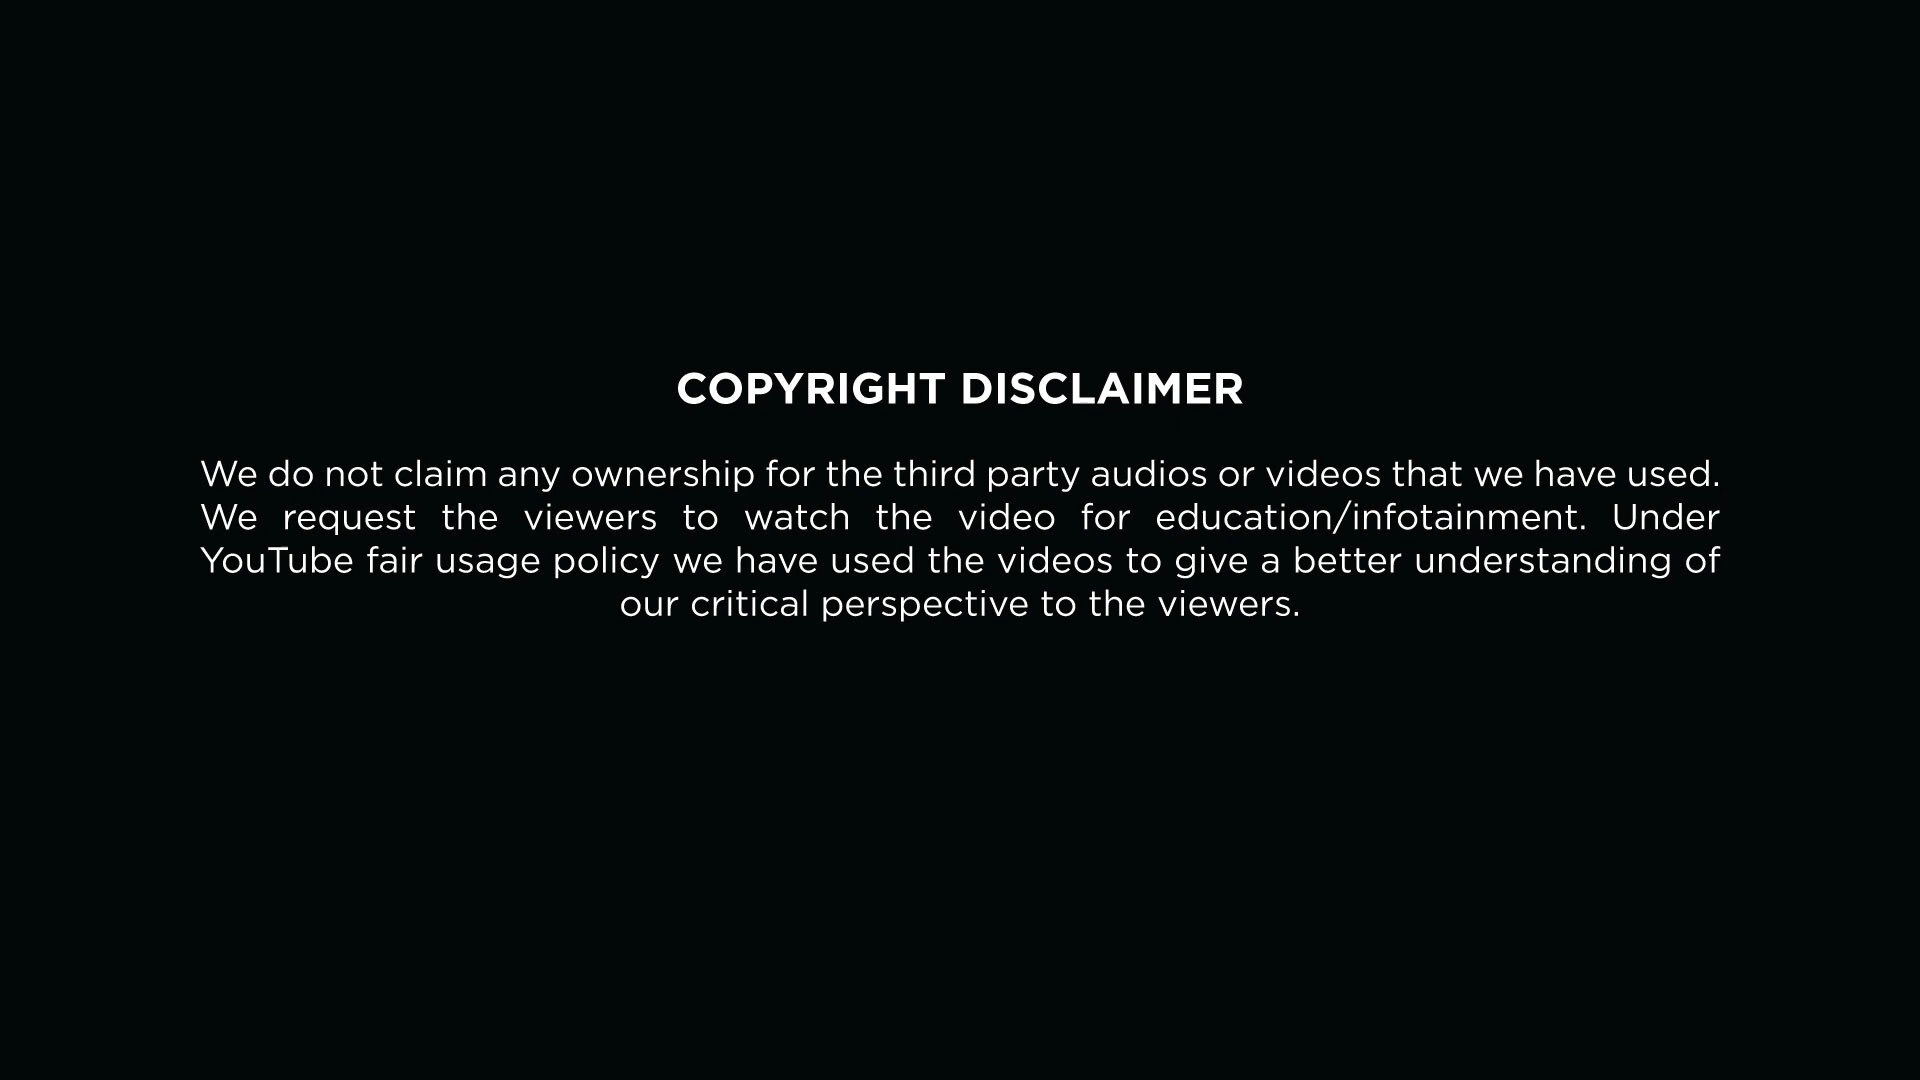 COPYRIGHT DISCLAIMER
We do not claim any ownership for the third party audios or videos that we have used.
We request the viewers to watch the video for education/infotainment. Under
YouTube fair usage policy we have used the videos to give a better understanding of
our critical perspective to the viewers.